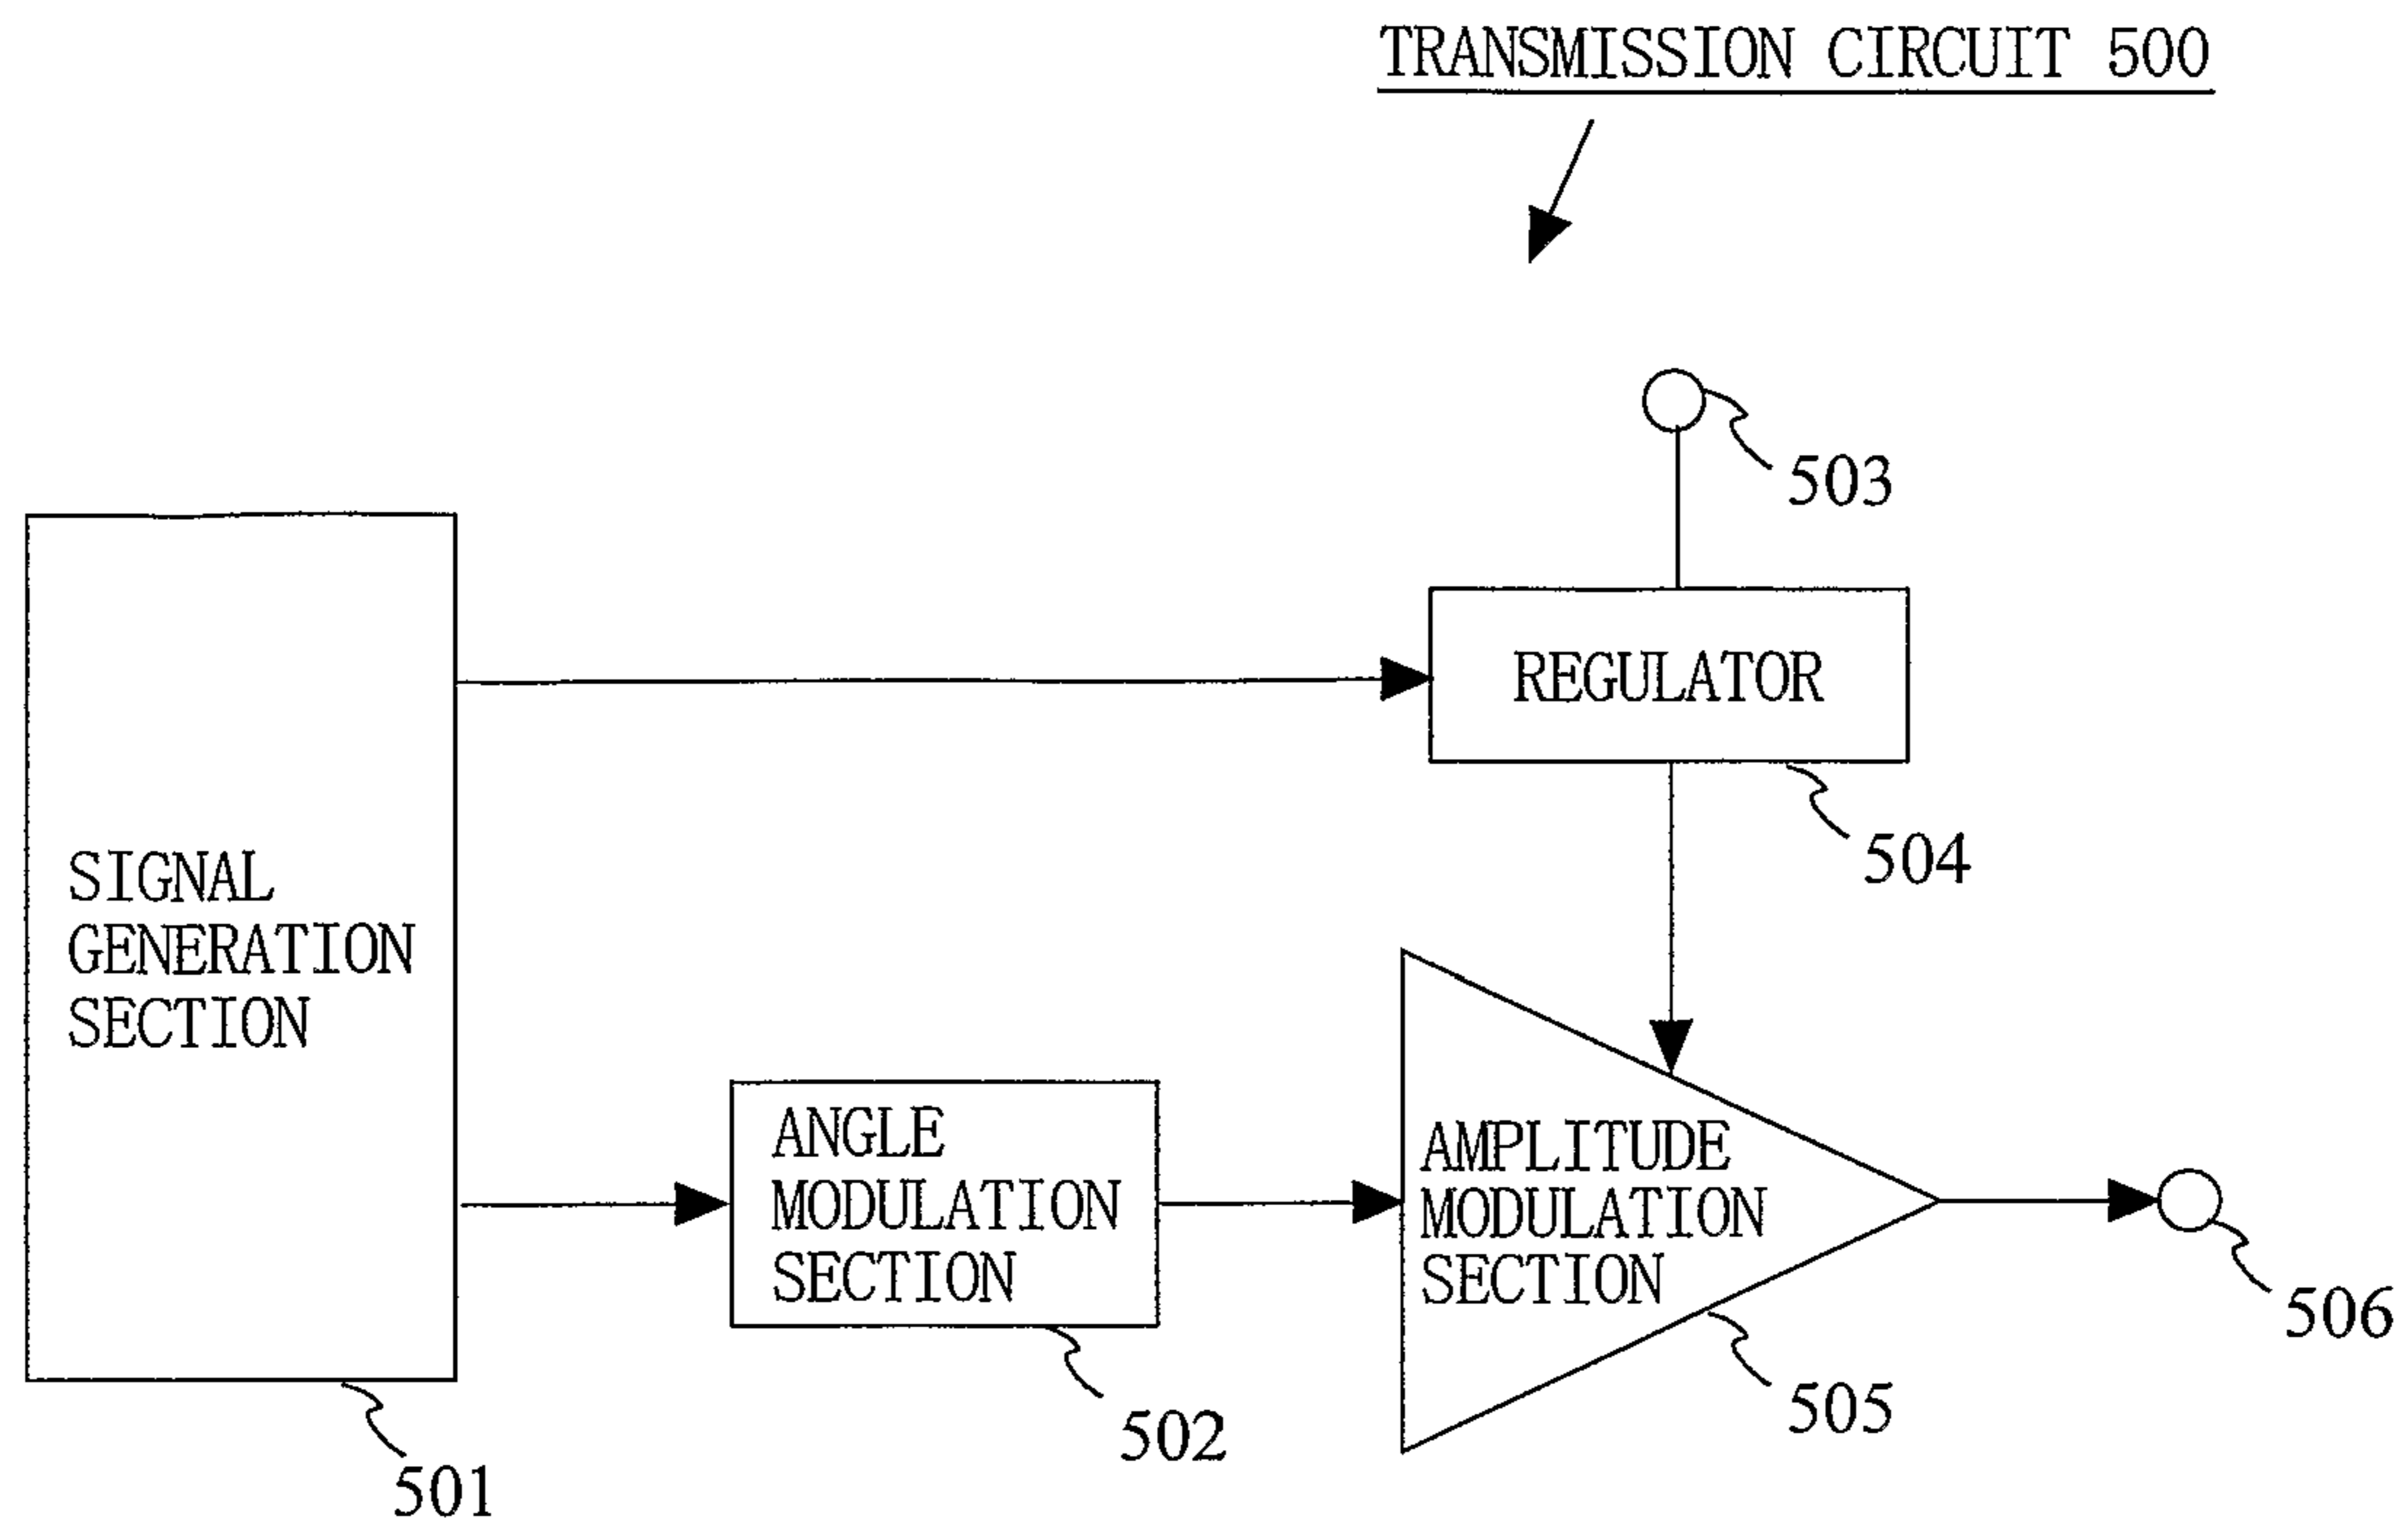 TRANSMISSION CIRCUIT 500
503
REGULATOR
504
SIGNAL
GENERATION
SECTION
501
ANGLE
MODULATION
SECTION
502
AMPLITUDE
MODULATION
SECTION
505
506